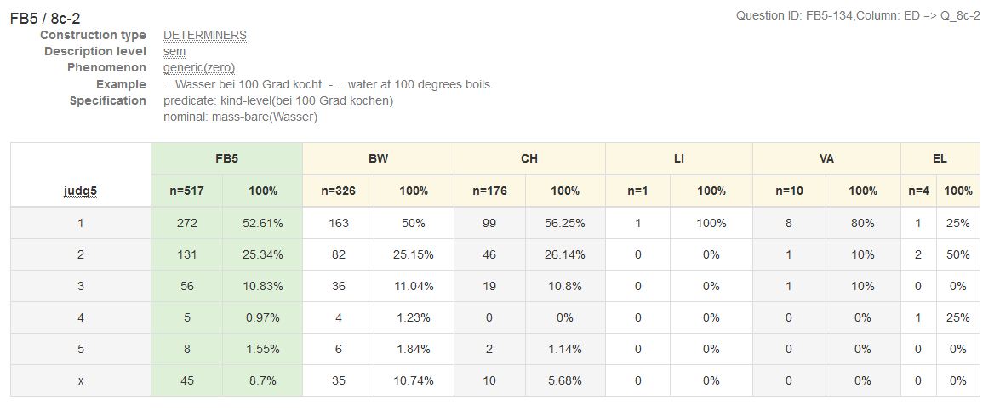 FB5 / 8c-2
Question ID: FB5-134,Column: ED => Q_8c-2
Construction type DETERMINERS
Description level sem
Phenomenon generic(zero)
Example ...Wasser bei 100 Grad kocht. - ...water at 100 degrees boils.
Specification predicate: kind-level(bei 100 Grad kochen)
nominal: mass-bare(Wasser)
FB5 BW CH LI VA EL
judg5 n=517 100% n=326 100% n=176 100% n=1 100% n=10 100% n=4 100%
1 272 52.61% 163 50% 99 56.25% 1 100% 8 80% 1 25%
2 131 25.34% 82 25.15% 46 26.14% 0 0% 1 10% 2 50%
3 56 10.83% 36 11.04% 19 10.8% 0 0% 1 10% 0 0%
4 5 0.97% 4 1.23% 0 0% 0 0% 0 0% 1 25%
5 8 1.55% 6 1.84% 2 1.14% 0 0% 0 0% 0 0%
x 45 8.7% 35 10.74% 10 5.68% 0 0% 0 0% 0 0%